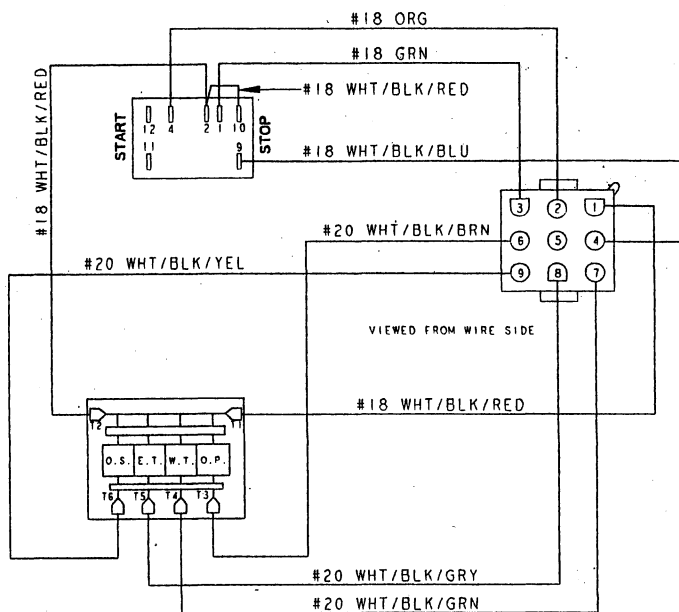 #18 ORG
#18 GRN
#18 WHT/BLK/RED
#18 WHT/BLK/RED
START
12 4 2 1 10
11 9
STOP
#18 WHT/BLK/BLU
3 2 1
#20 WHT/BLK/BRN
6 5 4
#20 WHT/BLK/YEL
9 8 7
VIEWED FROM WIRE SIDE
#18 WHT/BLK/RED
T2 T1
O.S. E.T. W.T. O.P.
T6 T5 T4 T3
#20 WHT/BLK/GRY
#20 WHT/BLK/GRN